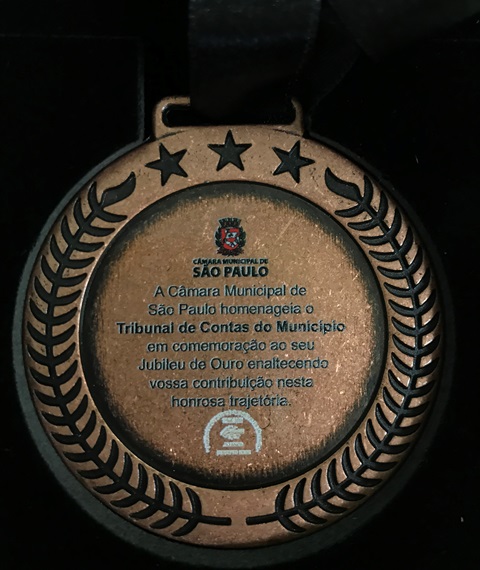 CÂMARA MUNICIPAL DE
SÃO PAULO
A Câmara Municipal de
São Paulo homenageia o
Tribunal de Contas do Município
em comemoração ao seu
Jubileu de Ouro enaltecendo
vossa contribuição nesta
honrosa trajetória.